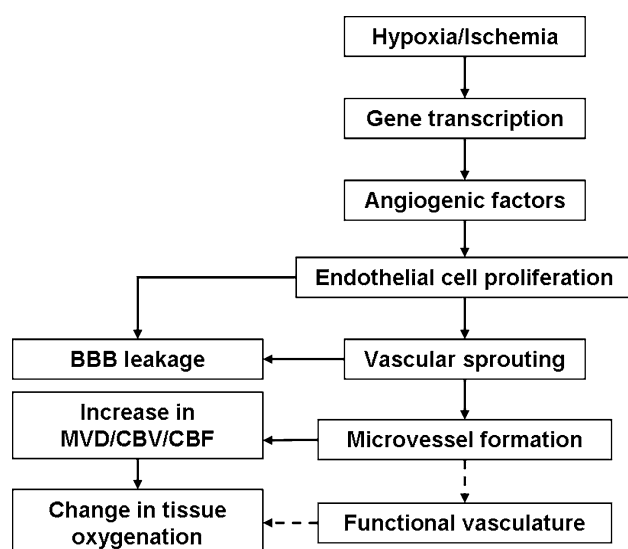 Hypoxia/Ischemia
Gene transcription
Angiogenic factors
Endothelial cell proliferation
BBB leakage
Vascular sprouting
Increase in
MVD/CBV/CBF
Microvessel formation
Change in tissue
oxygenation
Functional vasculature